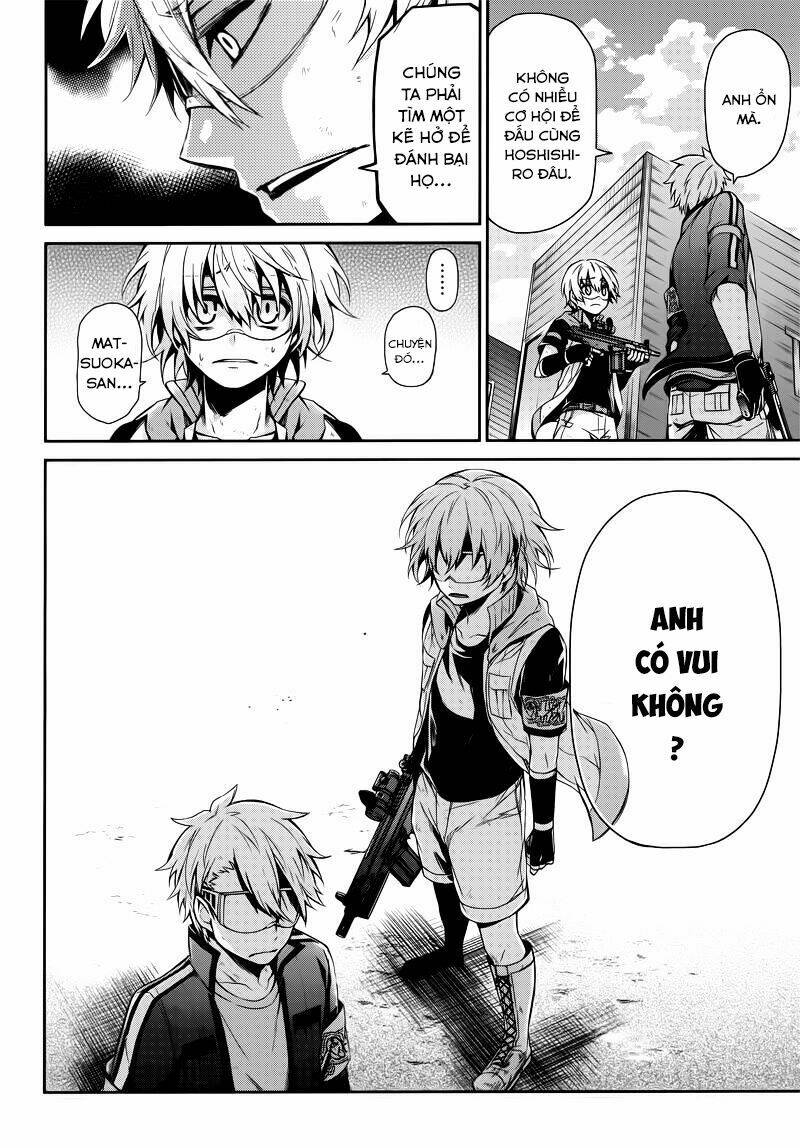 ANH ỔN
MÀ.
KHÔNG
CÓ NHIỀU
CƠ HỘI ĐỂ
ĐẤU CÙNG
HOSHISHI-
RO ĐÂU.
CHÚNG
TA PHẢI
TÌM MỘT
KẼ HỞ ĐỂ
ĐÁNH BẠI
HỌ...
......
CHUYỆN
ĐÓ...
MAT-
SUOKA-
SAN...
ANH
CÓ VUI
KHÔNG
?